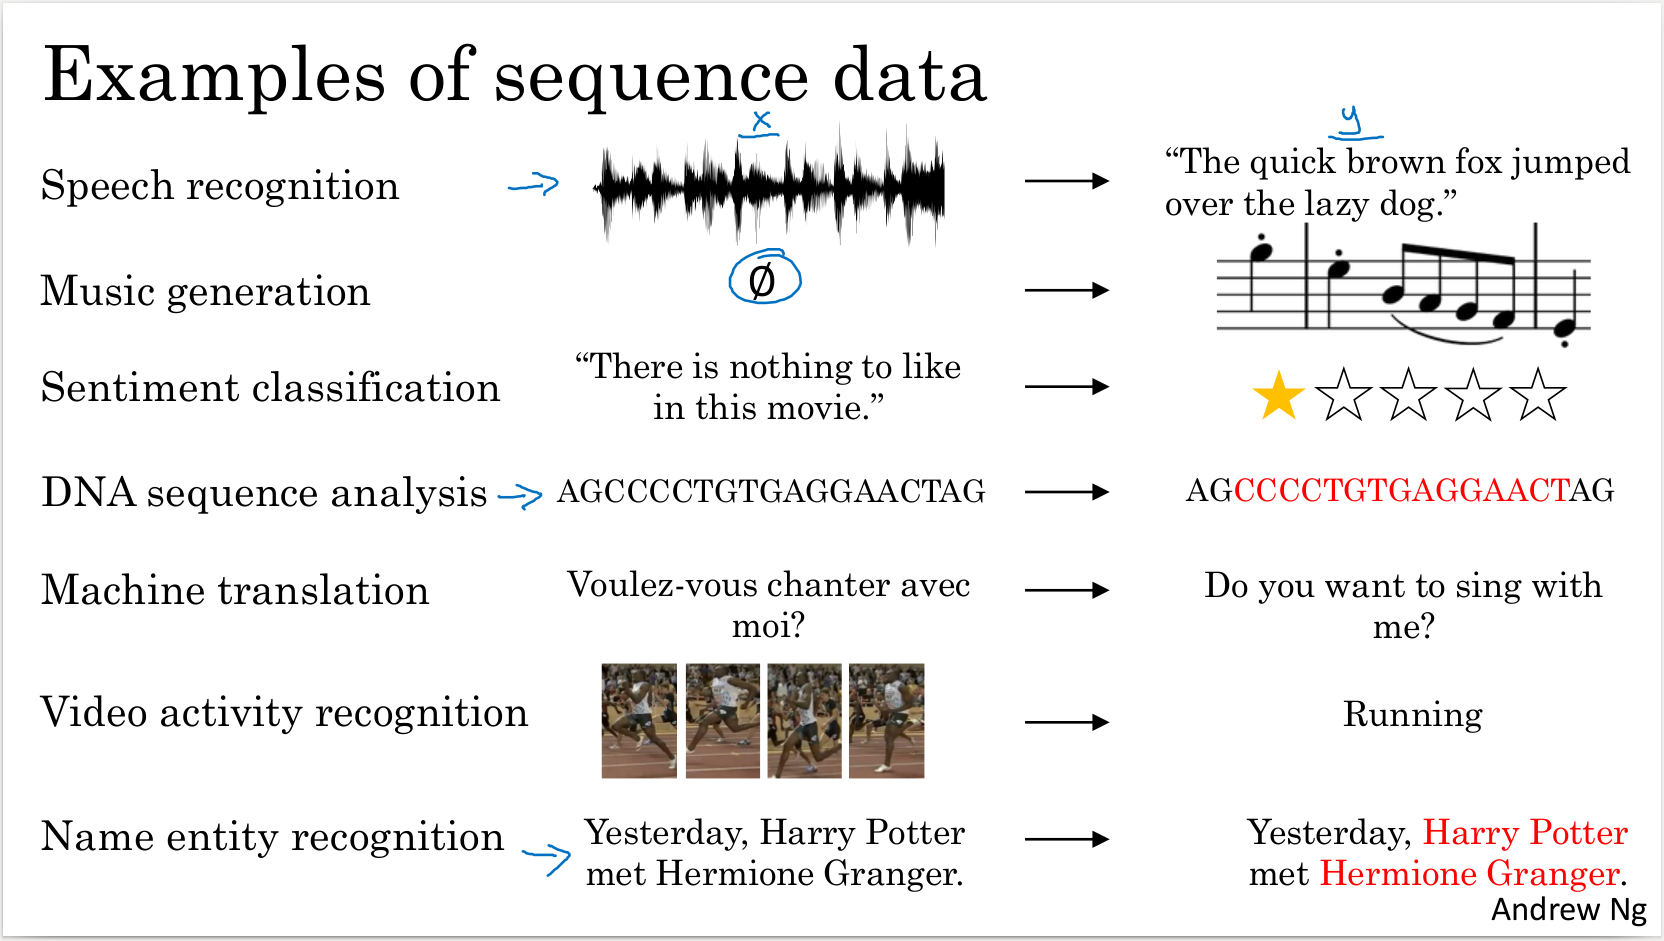 Examples of sequence data
x
y
Speech recognition
“The quick brown fox jumped
over the lazy dog.”
Music generation
∅
Sentiment classification
“There is nothing to like
in this movie.”
DNA sequence analysis
AGCCCCTGTGAGGAACTAG
AGCCCCTGTGAGGAACTAG
Machine translation
Voulez-vous chanter avec
moi?
Do you want to sing with
me?
Video activity recognition
Running
Name entity recognition
Yesterday, Harry Potter
met Hermione Granger.
Yesterday, Harry Potter
met Hermione Granger.
Andrew Ng